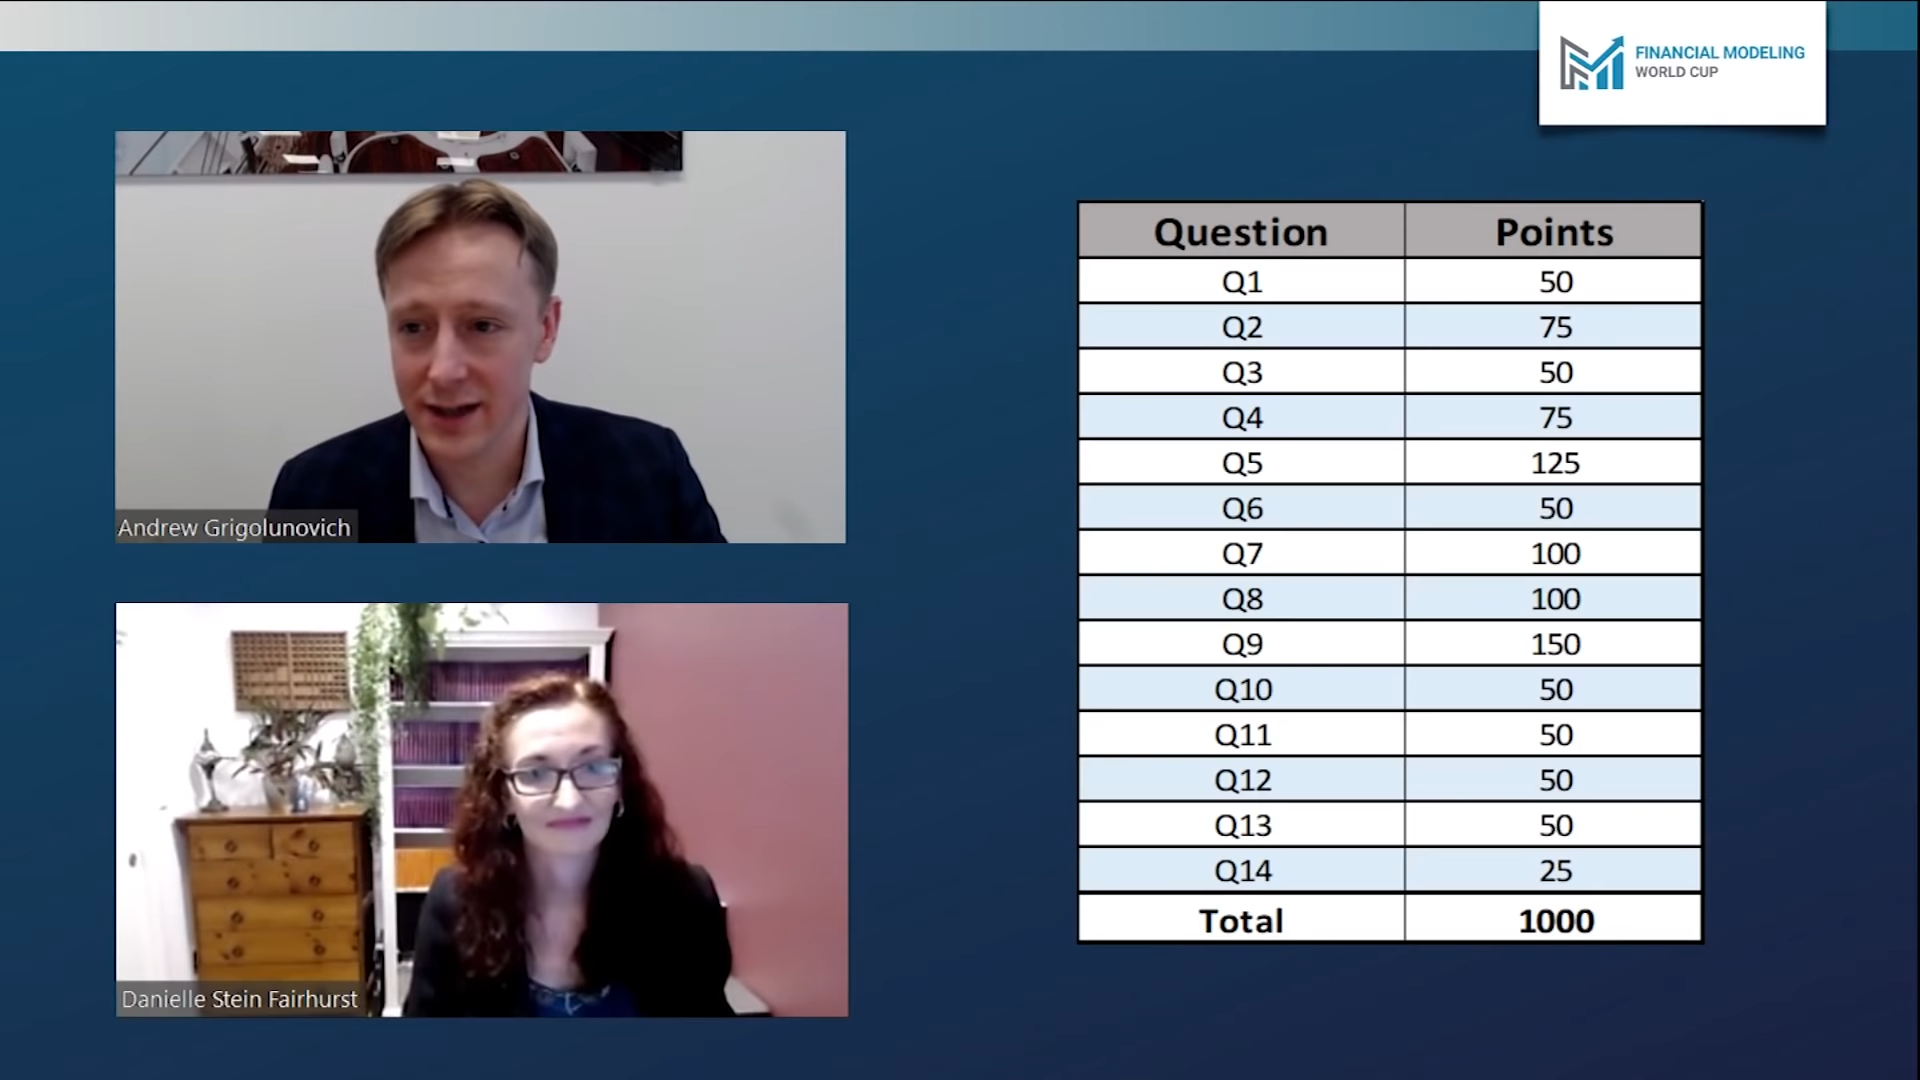 FINANCIAL MODELING
WORLD CUP
Andrew Grigolunovich
Danielle Stein Fairhurst
Question Points
Q1 50
Q2 75
Q3 50
Q4 75
Q5 125
Q6 50
Q7 100
Q8 100
Q9 150
Q10 50
Q11 50
Q12 50
Q13 50
Q14 25
Total 1000